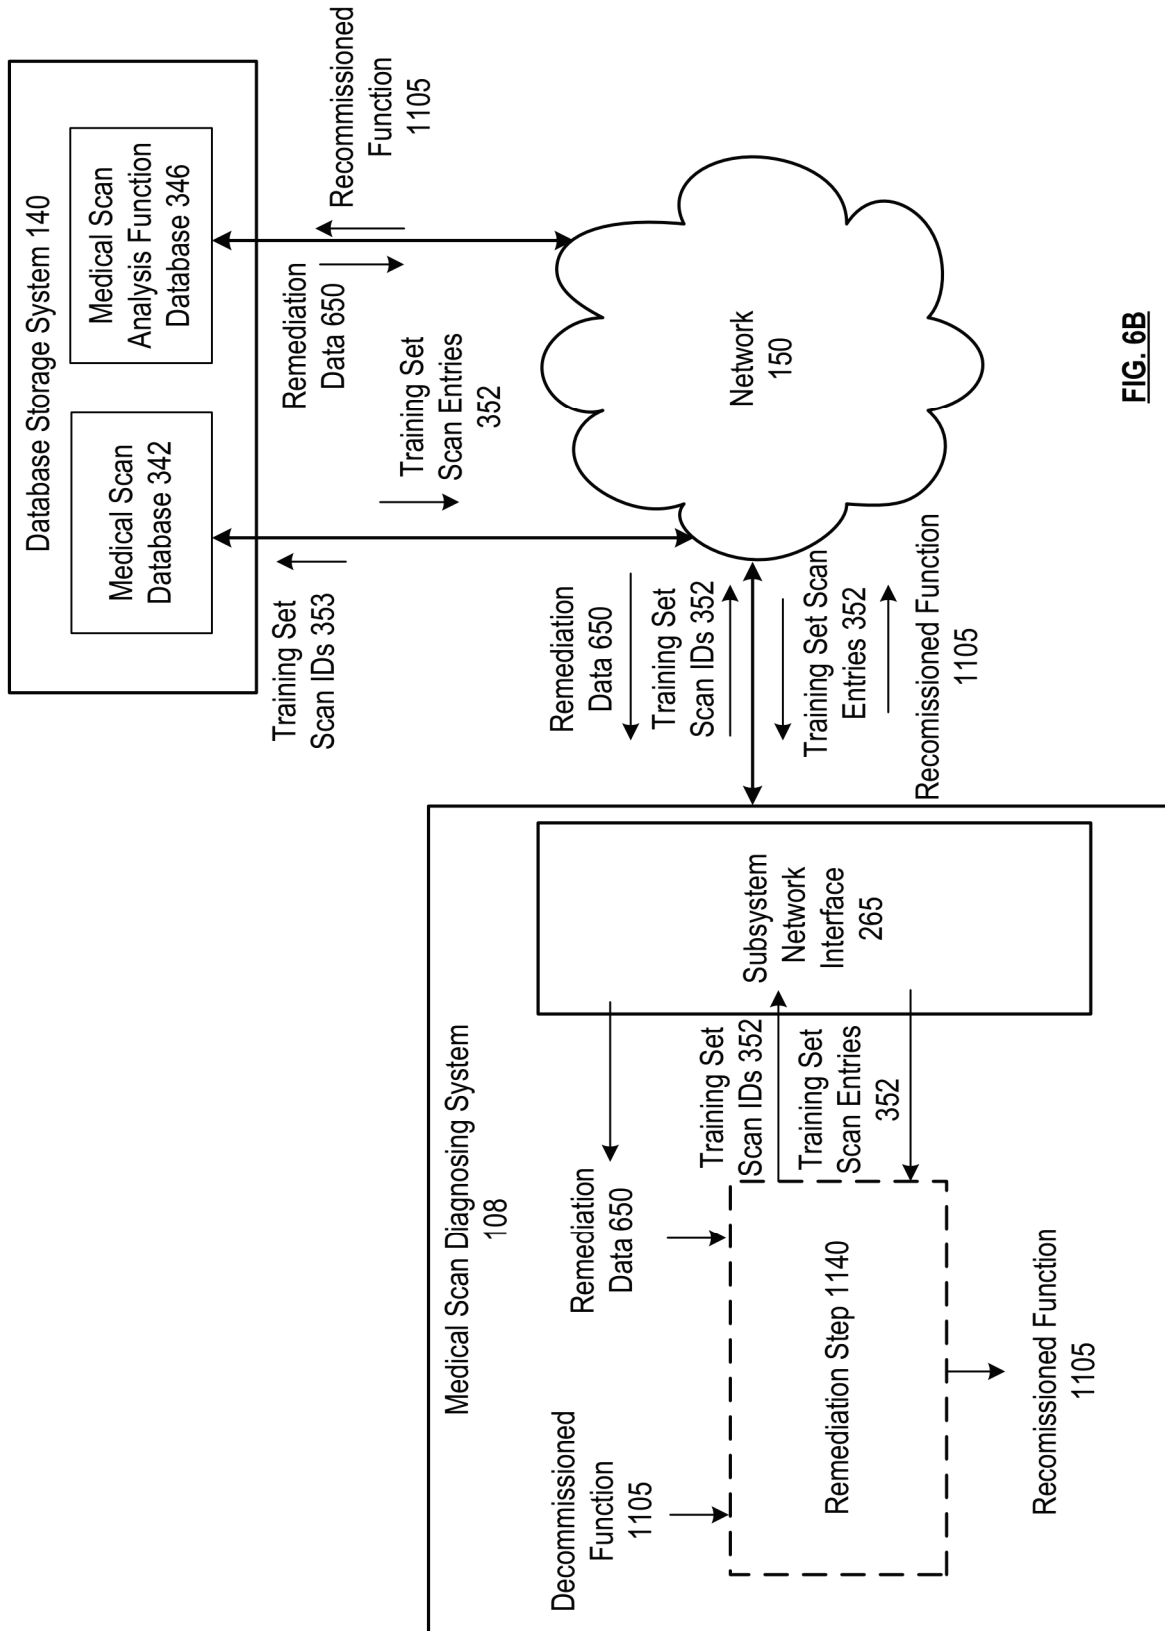 Medical Scan Diagnosing System
108
Decommissioned
Function
1105
Remediation
Data 650
Remediation Step 1140
Recomissioned Function
1105
Training Set
Scan IDs 352
Training Set
Scan Entries
352
Subsystem
Network
Interface
265
Remediation
Data 650
Training Set
Scan IDs 352
Training Set Scan
Entries 352
Recomissioned Function
1105
Database Storage System 140
Medical Scan
Database 342
Medical Scan
Analysis Function
Database 346
Training Set
Scan IDs 353
Training Set
Scan Entries
352
Remediation
Data 650
Recommissioned
Function
1105
Network
150
FIG. 6B